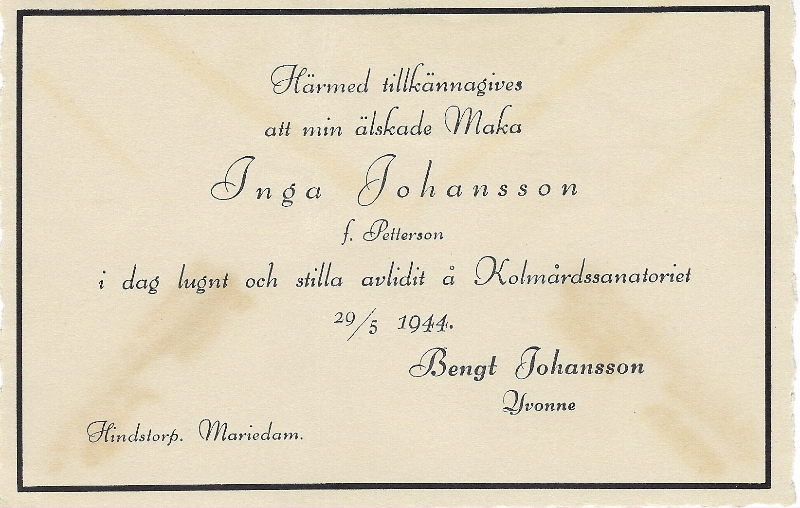 Härmed tillkännagives
att min älskade Maka
Inga Johansson
f. Petterson
i dag lugnt och stilla avlidit å Kolmårdssanatoriet
29/5 1944.
Bengt Johansson
Yvonne
Hindstorp. Mariedam.